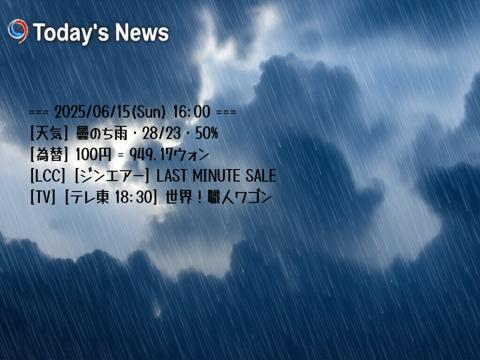 Today's News
=== 2025/06/15(Sun) 16:00 ===
[天気] 曇のち雨・28/23・50%
[為替] 100円 = 949.17ウォン
[LCC] [ジンエアー] LAST MINUTE SALE
[TV] [テレ東 18:30] 世界！職人ワゴン